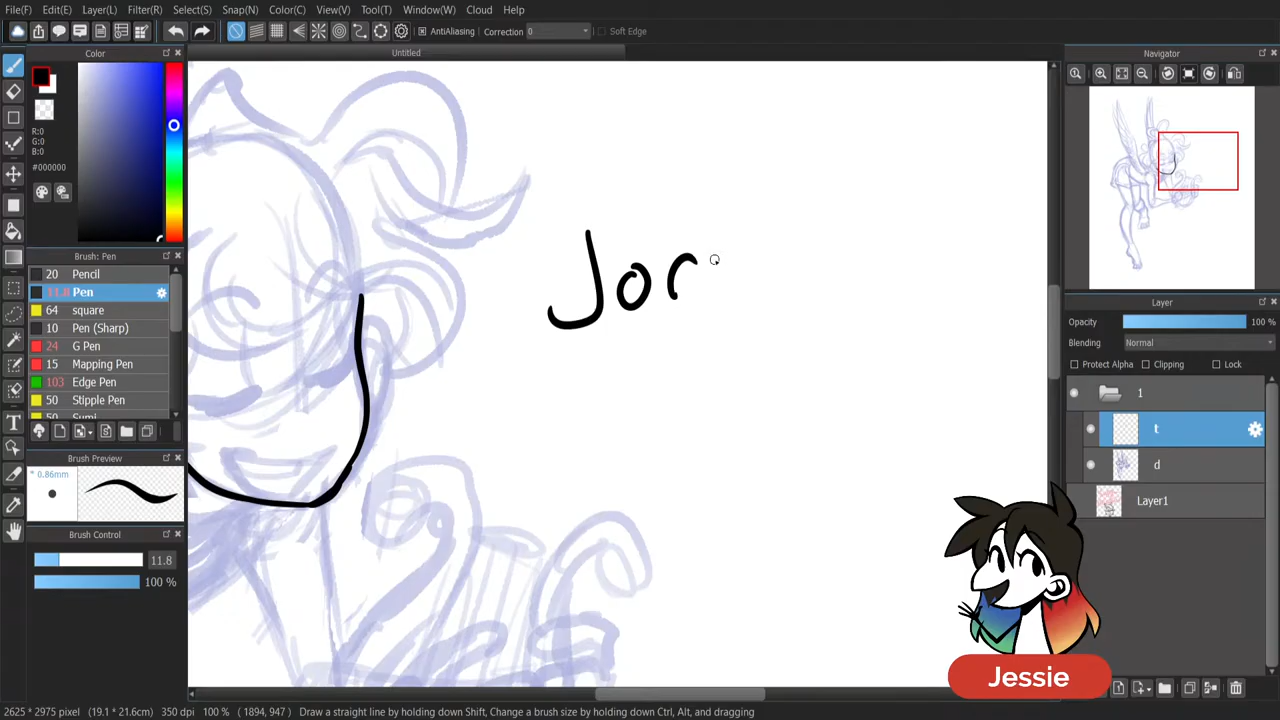 File(F) Edit(E) Layer(L) Filter(R) Select(S) Snap(N) Color(C) View(V) Tool(T) Window(W) Cloud Help
AntiAliasing Correction 0 Soft Edge
Color
Untitled
Navigator
R:0
G:0
B:0
#000000
Brush: Pen
20 Pencil
11.8 Pen
64 square
10 Pen (Sharp)
24 G Pen
15 Mapping Pen
103 Edge Pen
50 Stipple Pen
50 Sumi
Brush Preview
* 0.86mm
Brush Control
11.8
100 %
Jor
Layer
Opacity 100 %
Blending Normal
Protect Alpha Clipping Lock
1
t
d
Layer1
Jessie
2625 * 2975 pixel (19.1 * 21.6cm) 350 dpi 100 % ( 1894, 947 ) Draw a straight line by holding down Shift, Change a brush size by holding down Ctrl, Alt, and dragging